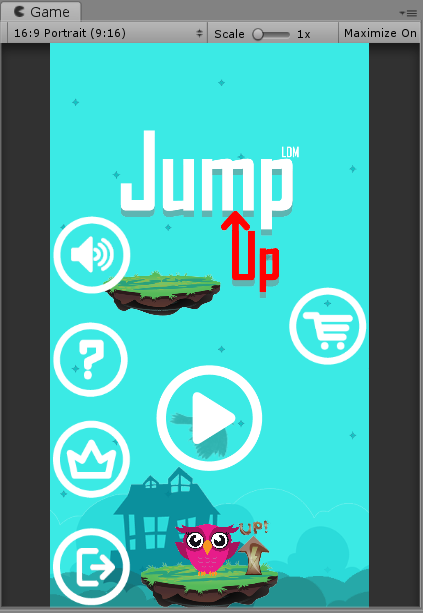 Game
16:9 Portrait (9:16)
Scale 1x
Maximize On
LDM
Jump
Up
UP!